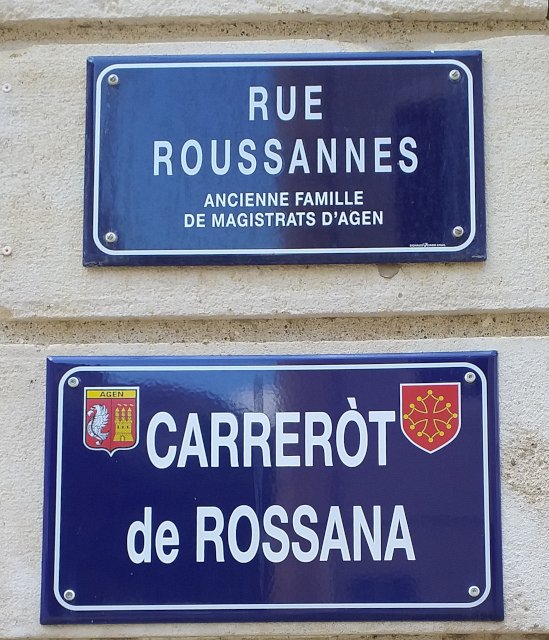 RUE
ROUSSANNES
ANCIENNE FAMILLE
DE MAGISTRATS D'AGEN
AGEN
CARRERÒT
de ROSSANA